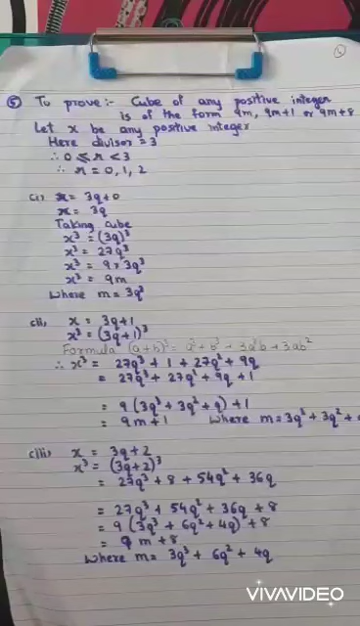 ⑤ To prove:- Cube of any positive integer
is of the form 9m, 9m+1 or 9m+8
Let x be any postive integer
Here divisor = 3
∴ 0 ≤ r < 3
∴ r = 0, 1, 2
(i) x = 3q+0
x = 3q
Taking cube
x³ = (3q)³
x³ = 27q³
x³ = 9 × 3q³
x³ = 9m
Where m = 3q³
(ii) x = 3q+1
x³ = (3q+1)³
Formula (a+b)³ = a³ + b³ + 3a²b + 3ab²
∴ x³ = 27q³ + 1 + 27q² + 9q
= 27q³ + 27q² + 9q + 1
= 9(3q³ + 3q² + q) + 1
= 9m + 1 Where m = 3q³ + 3q² +
(iii) x = 3q+2
x³ = (3q+2)³
= 27q³ + 8 + 54q² + 36q
= 27q³ + 54q² + 36q + 8
= 9(3q³ + 6q² + 4q) + 8
= 9m + 8
Where m = 3q³ + 6q² + 4q
VIVAVIDEO